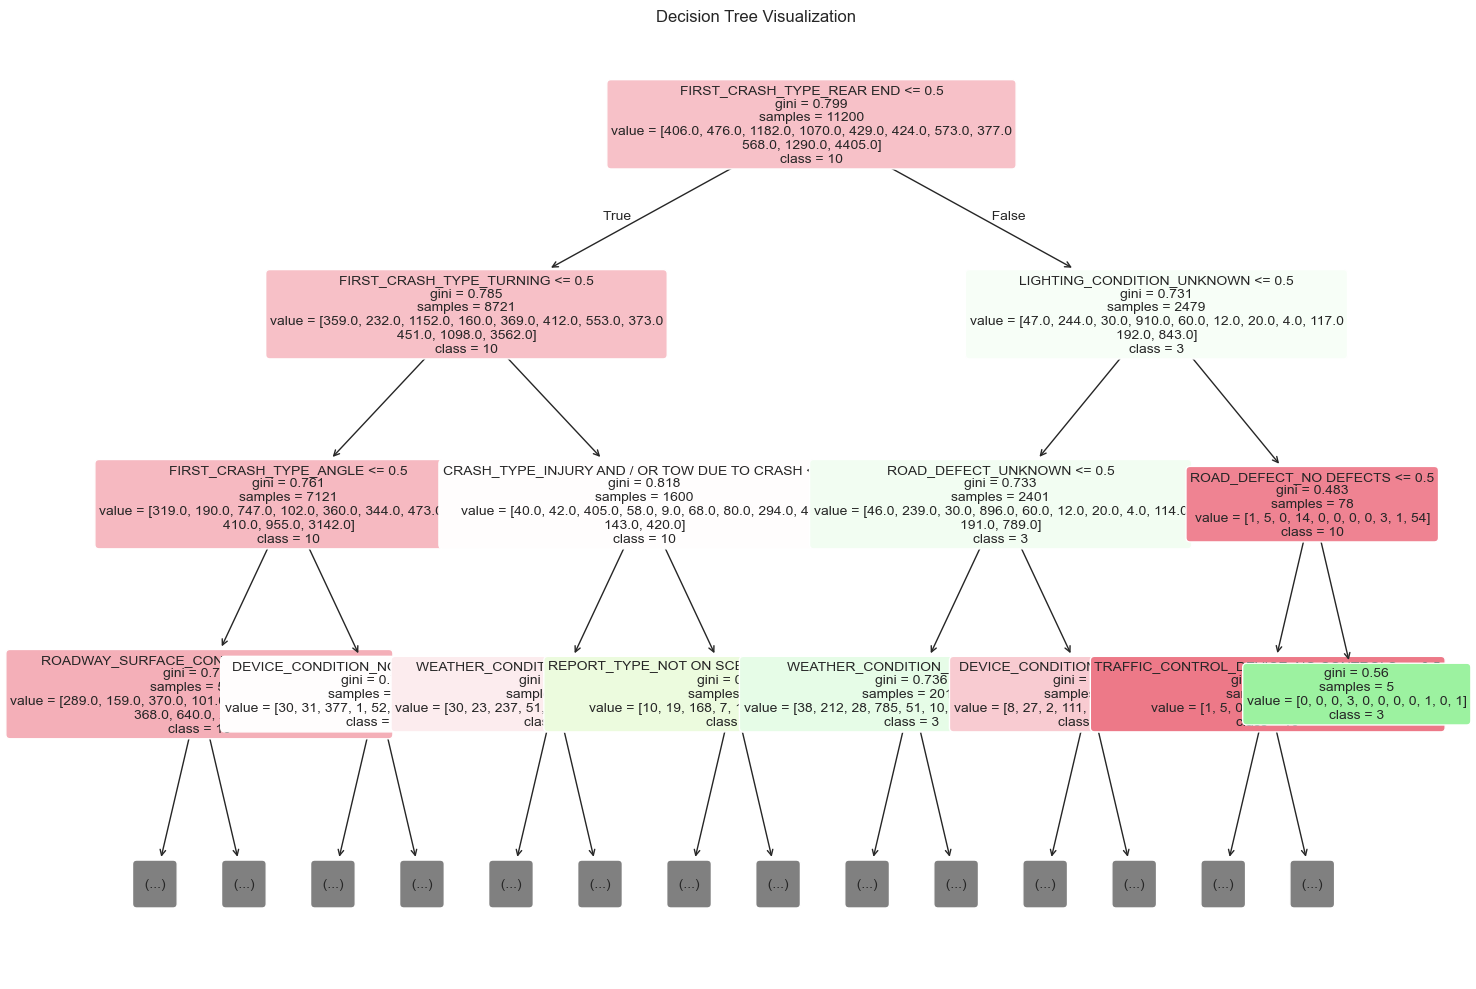 Decision Tree Visualization
FIRST_CRASH_TYPE_REAR END <= 0.5
gini = 0.799
samples = 11200
value = [406.0, 476.0, 1182.0, 1070.0, 429.0, 424.0, 573.0, 377.0
568.0, 1290.0, 4405.0]
class = 10
True
False
FIRST_CRASH_TYPE_TURNING <= 0.5
gini = 0.785
samples = 8721
value = [359.0, 232.0, 1152.0, 160.0, 369.0, 412.0, 553.0, 373.0
451.0, 1098.0, 3562.0]
class = 10
LIGHTING_CONDITION_UNKNOWN <= 0.5
gini = 0.731
samples = 2479
value = [47.0, 244.0, 30.0, 910.0, 60.0, 12.0, 20.0, 4.0, 117.0
192.0, 843.0]
class = 3
FIRST_CRASH_TYPE_ANGLE <= 0.5
gini = 0.761
samples = 7121
value = [319.0, 190.0, 747.0, 102.0, 360.0, 344.0, 473.0
410.0, 955.0, 3142.0]
class = 10
CRASH_TYPE_INJURY AND / OR TOW DUE TO CRASH
gini = 0.818
samples = 1600
value = [40.0, 42.0, 405.0, 58.0, 9.0, 68.0, 80.0, 294.0, 4
143.0, 420.0]
class = 10
ROAD_DEFECT_UNKNOWN <= 0.5
gini = 0.733
samples = 2401
value = [46.0, 239.0, 30.0, 896.0, 60.0, 12.0, 20.0, 4.0, 114.0
191.0, 789.0]
class = 3
ROAD_DEFECT_NO DEFECTS <= 0.5
gini = 0.483
samples = 78
value = [1, 5, 0, 14, 0, 0, 0, 0, 3, 1, 54]
class = 10
ROADWAY_SURFACE_CON
gini = 0.7
samples =
value = [289.0, 159.0, 370.0, 101.0
368.0, 640.0,
class =
DEVICE_CONDITION_NO
gini = 0.
samples =
value = [30, 31, 377, 1, 52,
class =
WEATHER_CONDIT
gini =
sampl
value = [30, 23, 237, 51,
clas
REPORT_TYPE_NOT ON SCE
gini =
samples
value = [10, 19, 168, 7,
class
WEATHER_CONDITION_
gini = 0.736
samples = 201
value = [38, 212, 28, 785, 51, 10,
class = 3
DEVICE_CONDITION
gini =
samples
value = [8, 27, 2, 111,
class
TRAFFIC_CONTROL_
value = [1, 5, 0
gini = 0.56
samples = 5
value = [0, 0, 0, 3, 0, 0, 0, 0, 1, 0, 1]
class = 3
(...)
(...)
(...)
(...)
(...)
(...)
(...)
(...)
(...)
(...)
(...)
(...)
(...)
(...)